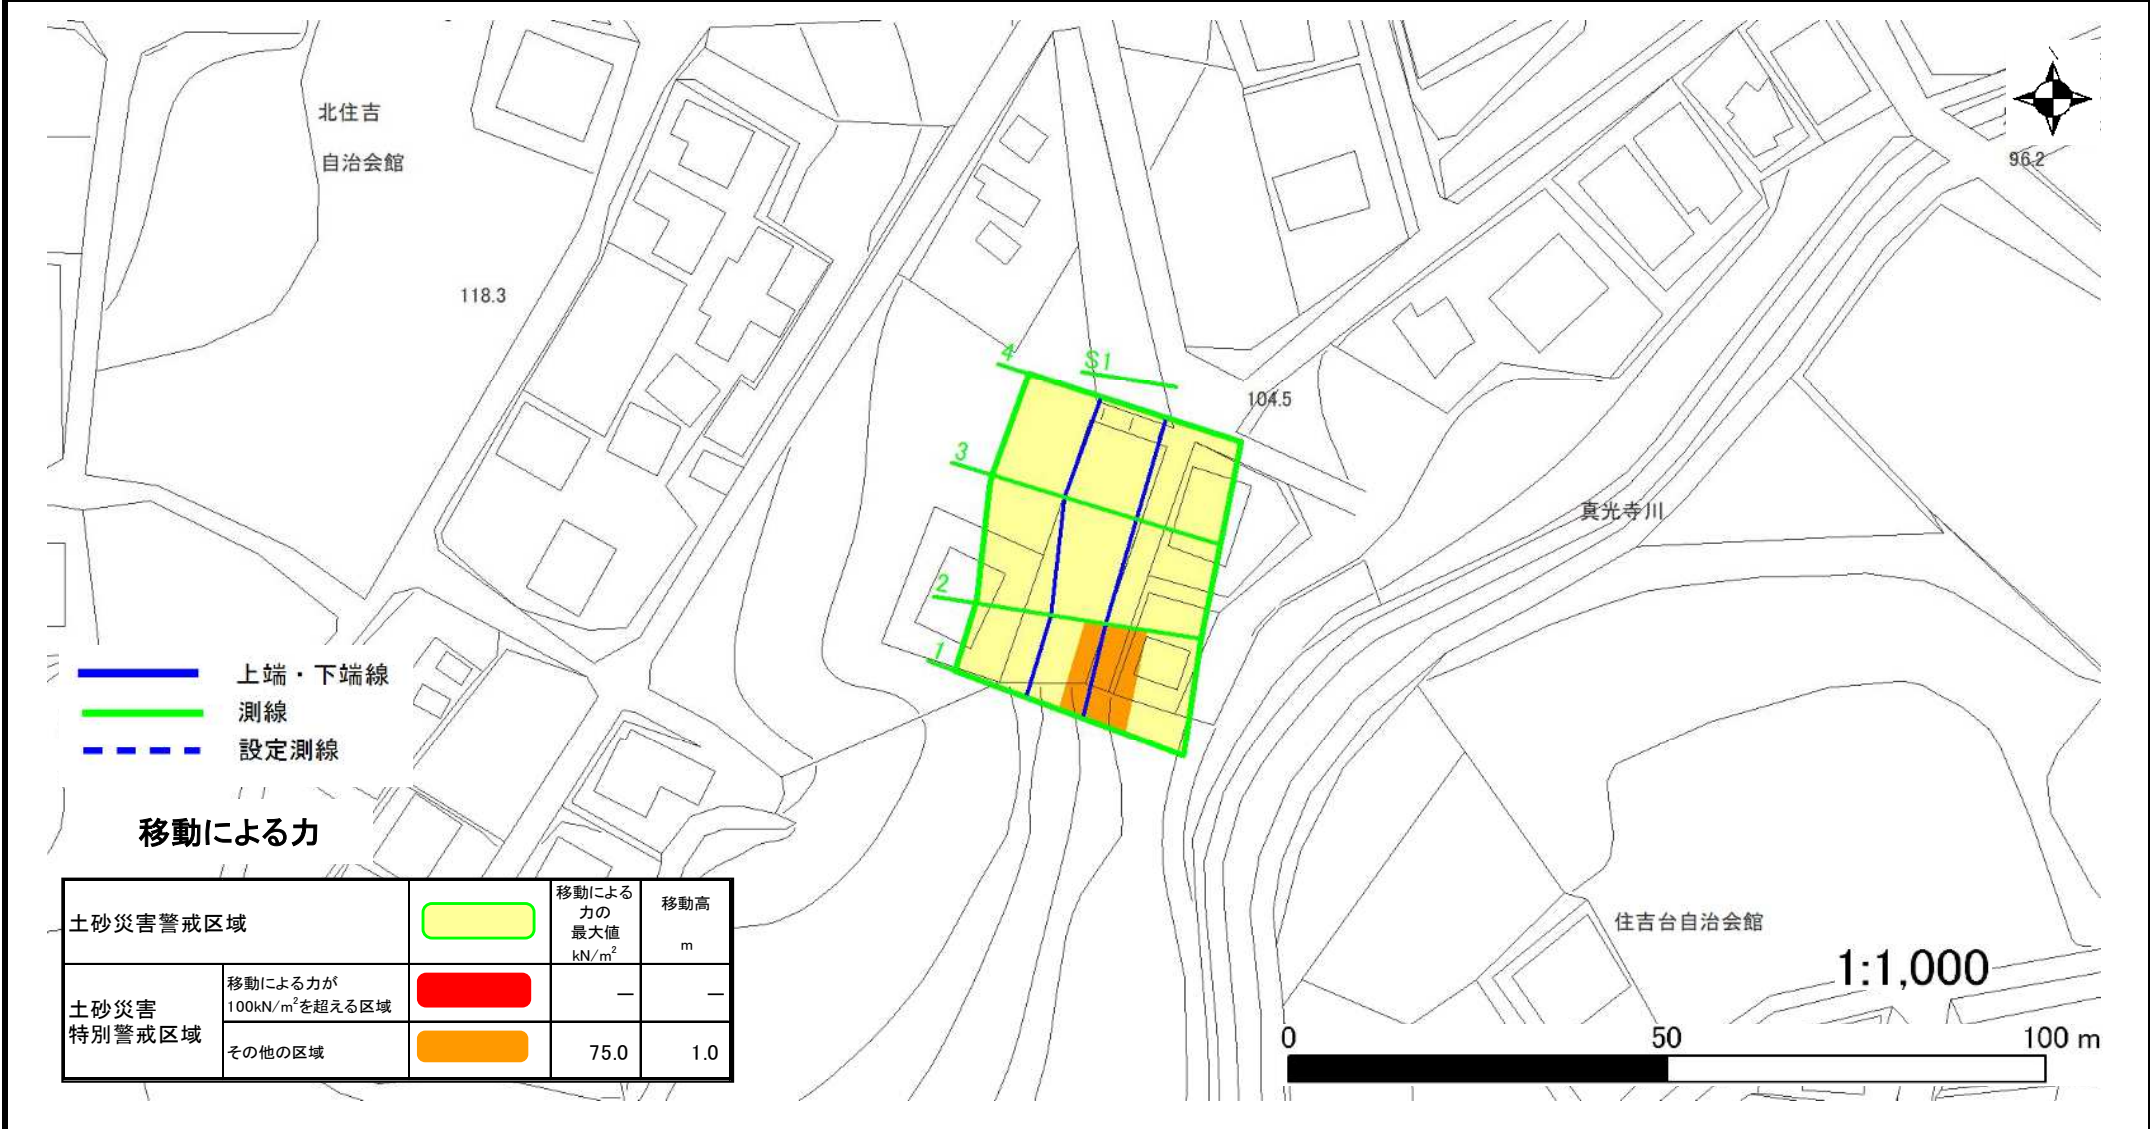 北住吉
自治会館
96.2
118.3
4
S1
104.5
3
真光寺川
2
1
上端・下端線
測線
設定測線
移動による力
土砂災害警戒区域
移動による
力の
最大値
kN/m²
移動高
m
土砂災害
特別警戒区域
移動による力が
100kN/m²を超える区域
－
－
その他の区域
75.0
1.0
住吉台自治会館
1:1,000
0
50
100 m